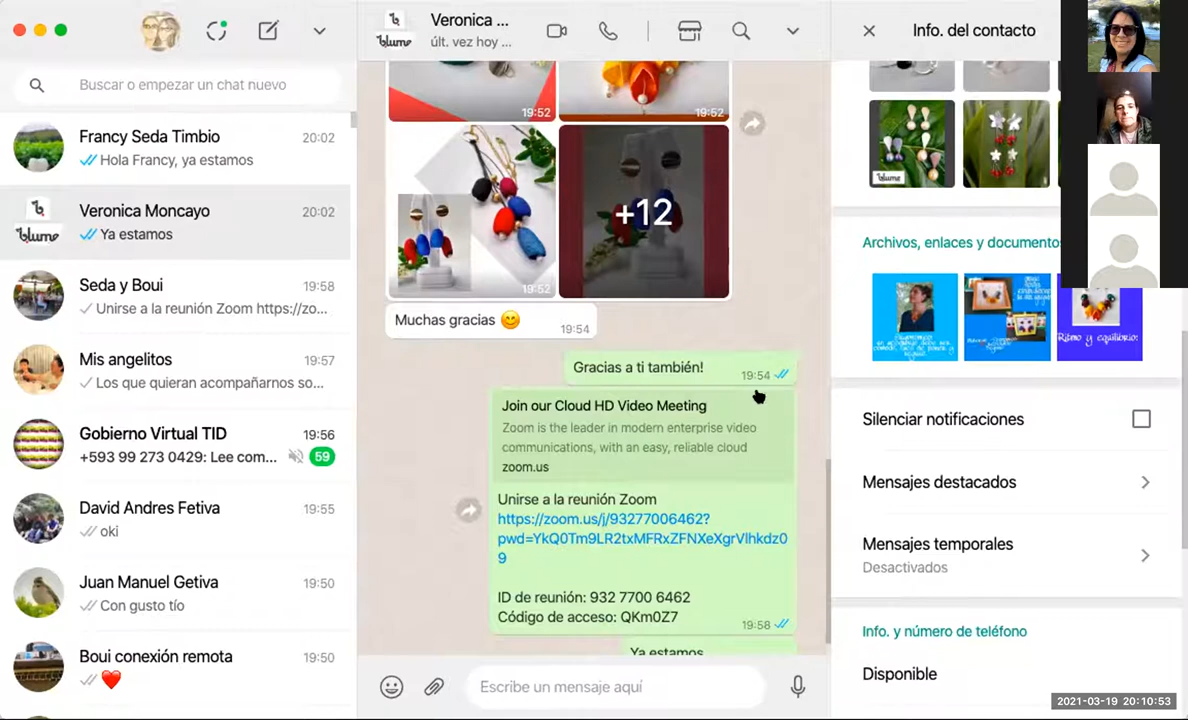 Buscar o empezar un chat nuevo
Francy Seda Timbio
20:02
Hola Francy, ya estamos
blume
Veronica Moncayo
20:02
Ya estamos
Seda y Boui
19:58
Unirse a la reunión Zoom https://zo...
Mis angelitos
19:57
Los que quieran acompañarnos so...
Gobierno Virtual TID
19:56
+593 99 273 0429: Lee com...
59
David Andres Fetiva
19:55
oki
Juan Manuel Getiva
19:50
Con gusto tío
Boui conexión remota
19:50
blume
Veronica ...
últ. vez hoy ...
19:52
19:52
19:52
+12
Muchas gracias 😊
19:54
Gracias a ti también!
19:54
Join our Cloud HD Video Meeting
Zoom is the leader in modern enterprise video
communications, with an easy, reliable cloud
zoom.us
Unirse a la reunión Zoom
https://zoom.us/j/93277006462?
pwd=YkQ0Tm9LR2txMFRxZFNXeXgrVlhkdz0
9
ID de reunión: 932 7700 6462
Código de acceso: QKm0Z7
19:58
Ya estamos
Escribe un mensaje aquí
Info. del contacto
blume
Archivos, enlaces y documento
Ritmo y equilibrio:
Silenciar notificaciones
Mensajes destacados
Mensajes temporales
Desactivados
Info. y número de teléfono
Disponible
2021-03-19 20:10:53